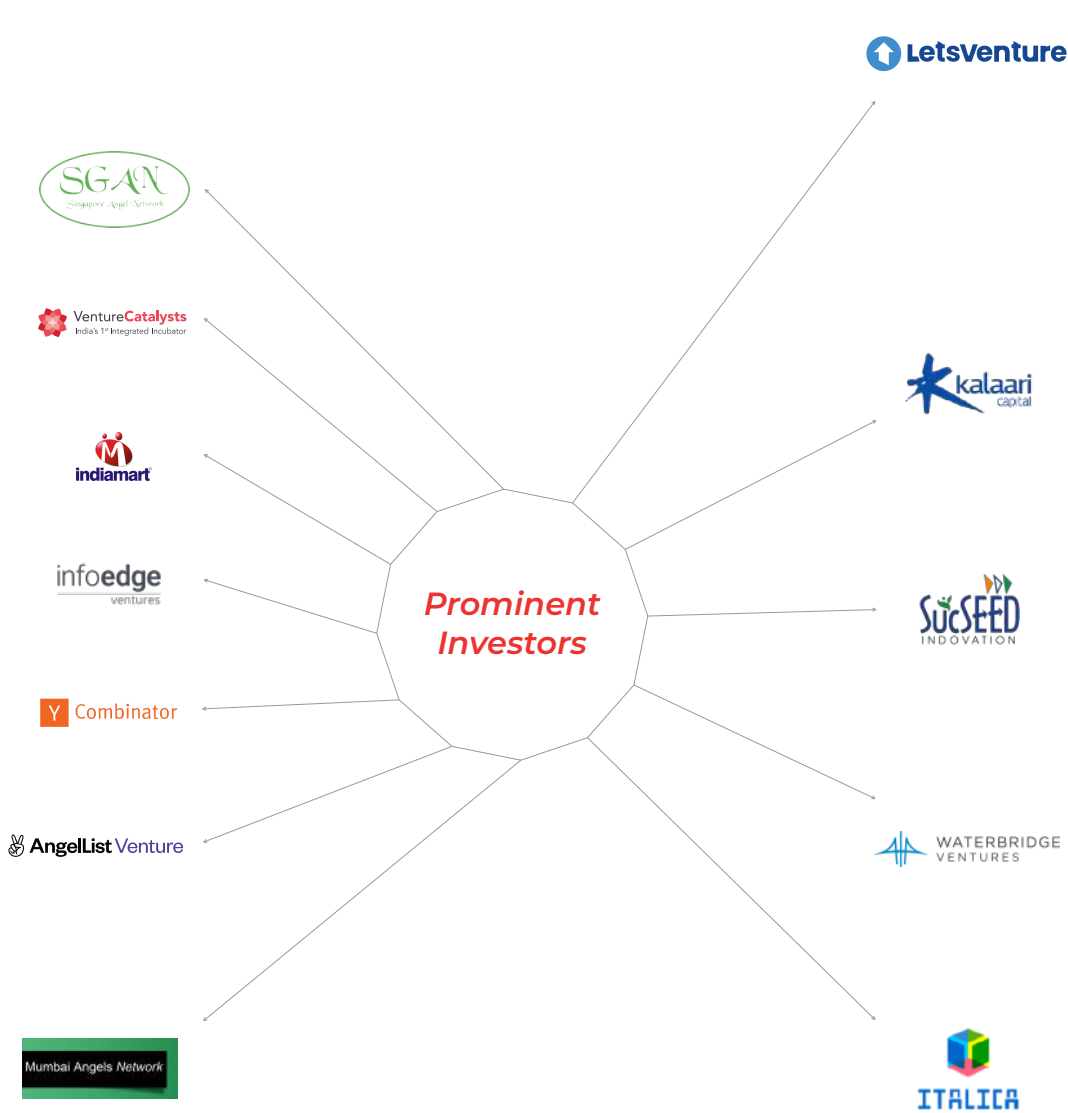 LetsVenture
SGAN
Singapore Angel Network
VentureCatalysts
India's 1st Integrated Incubator
kalaari
capital
indiamart
infoedge
ventures
Prominent
Investors
SucSEED
INDOVATION
Y Combinator
AngelList Venture
WATERBRIDGE
VENTURES
Mumbai Angels Network
ITALICA